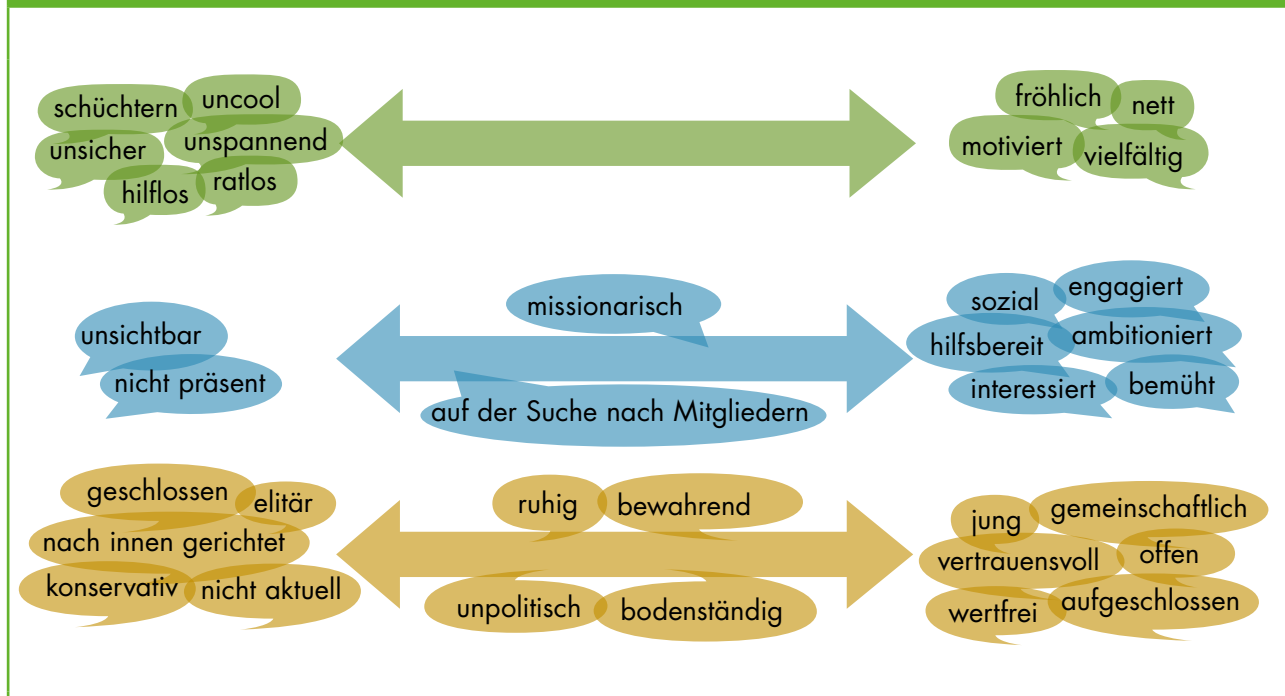 schüchtern
uncool
unsicher
unspannend
hilflos
ratlos
fröhlich
nett
motiviert
vielfältig
unsichtbar
nicht präsent
missionarisch
auf der Suche nach Mitgliedern
sozial
engagiert
hilfsbereit
ambitioniert
interessiert
bemüht
geschlossen
elitär
nach innen gerichtet
konservativ
nicht aktuell
ruhig
bewahrend
unpolitisch
bodenständig
jung
gemeinschaftlich
vertrauensvoll
offen
wertfrei
aufgeschlossen